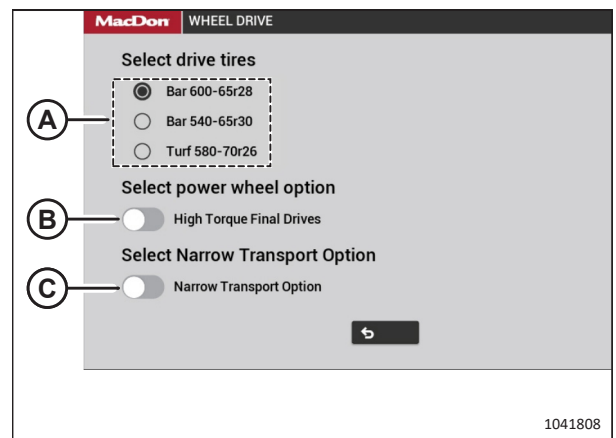 MacDon WHEEL DRIVE
Select drive tires
Bar 600-65r28
A
Bar 540-65r30
Turf 580-70r26
Select power wheel option
B High Torque Final Drives
Select Narrow Transport Option
C Narrow Transport Option
1041808